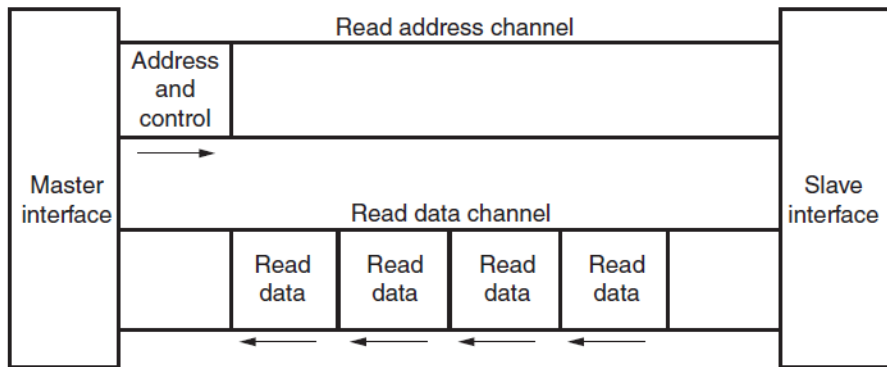 Read address channel
Address
and
control
Master
interface
Slave
interface
Read data channel
Read
data
Read
data
Read
data
Read
data